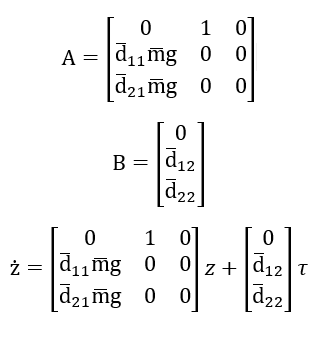 0 1 0
A = [ d̅₁₁m̅g 0 0 ]
d̅₂₁m̅g 0 0
0
B = [ d̅₁₂ ]
d̅₂₂
0 1 0 0
ż = [ d̅₁₁m̅g 0 0 ] z + [ d̅₁₂ ] τ
d̅₂₁m̅g 0 0 d̅₂₂